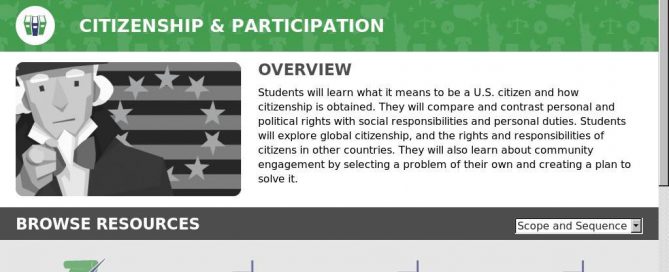 CITIZENSHIP & PARTICIPATION
OVERVIEW
Students will learn what it means to be a U.S. citizen and how
citizenship is obtained. They will compare and contrast personal and
political rights with social responsibilities and personal duties. Students
will explore global citizenship, and the rights and responsibilities of
citizens in other countries. They will also learn about community
engagement by selecting a problem of their own and creating a plan to
solve it.
BROWSE RESOURCES
Scope and Sequence